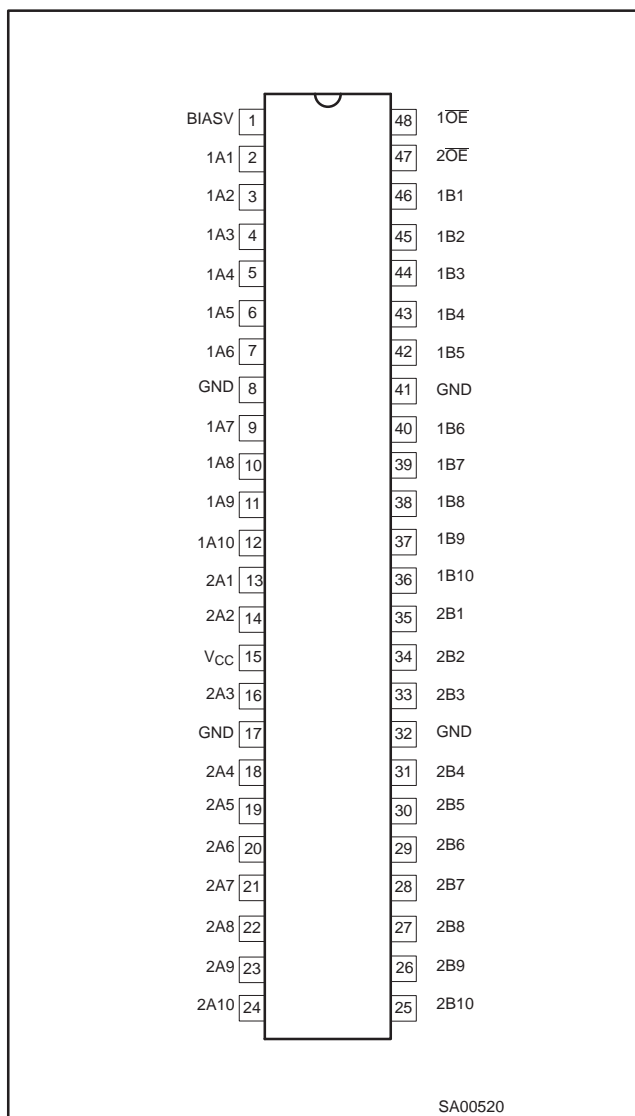 BIASV 1 48 1O̅E̅
1A1 2 47 2O̅E̅
1A2 3 46 1B1
1A3 4 45 1B2
1A4 5 44 1B3
1A5 6 43 1B4
1A6 7 42 1B5
GND 8 41 GND
1A7 9 40 1B6
1A8 10 39 1B7
1A9 11 38 1B8
1A10 12 37 1B9
2A1 13 36 1B10
2A2 14 35 2B1
VCC 15 34 2B2
2A3 16 33 2B3
GND 17 32 GND
2A4 18 31 2B4
2A5 19 30 2B5
2A6 20 29 2B6
2A7 21 28 2B7
2A8 22 27 2B8
2A9 23 26 2B9
2A10 24 25 2B10
SA00520